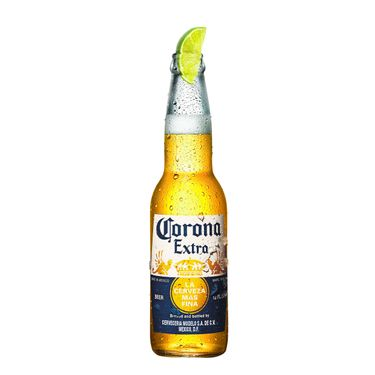 Corona
Extra
LA
CERVEZA
MAS
FINA
BEER
Brewed and bottled by
CERVECERIA MODELO S.A. DE C.V.
MEXICO, D.F.